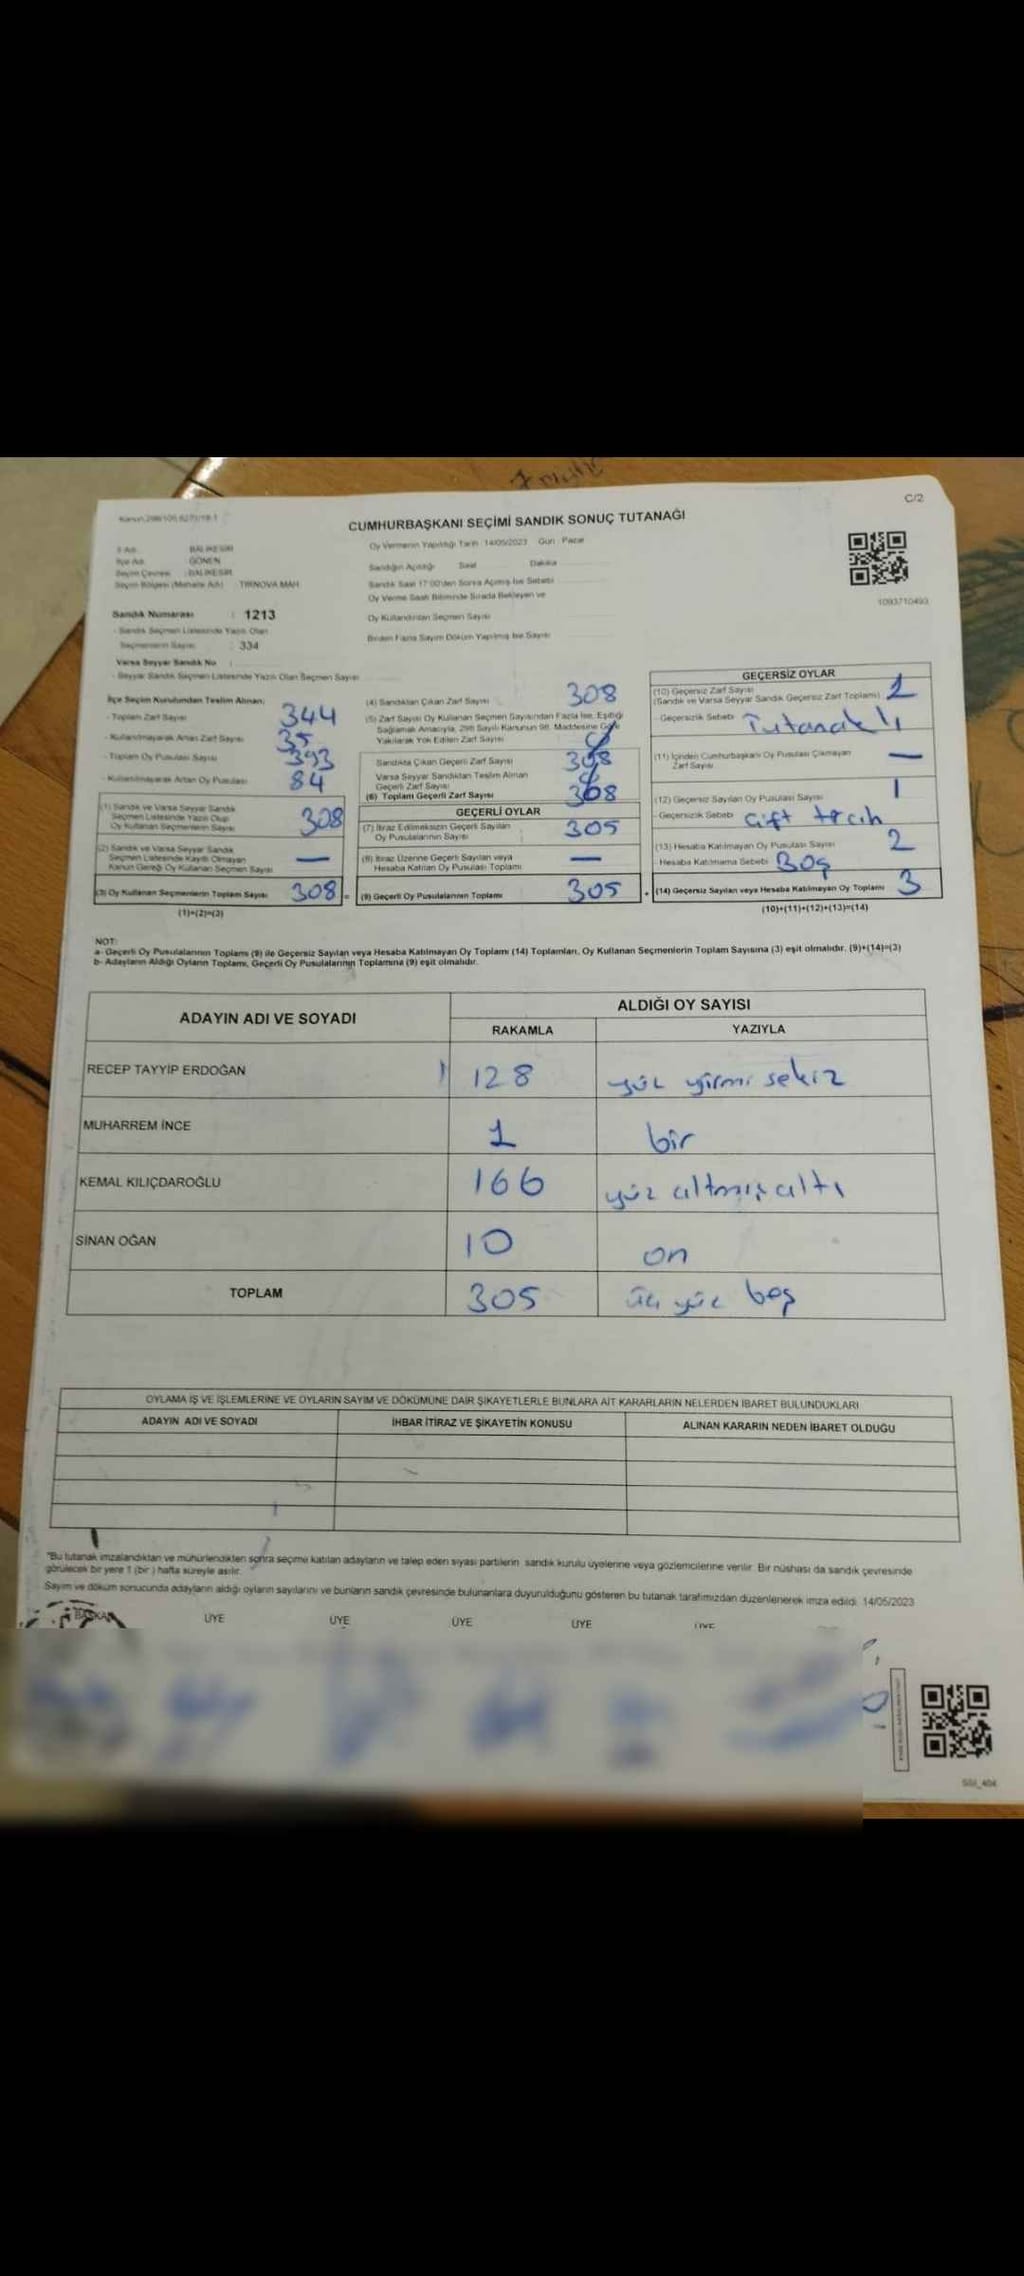 C/2
CUMHURBAŞKANI SEÇİMİ SANDIK SONUÇ TUTANAĞI
İl Adı : BALIKESİR
İlçe Adı : GÖNEN
Seçim Çevresi : BALIKESİR
Seçim Bölgesi (Mahalle Adı) : TIRNOVA MAH
Sandık Numarası : 1213
- Sandık Seçmen Listesinde Yazılı Olan
Seçmenlerin Sayısı : 334
Varsa Seyyar Sandık No :
- Seyyar Sandık Seçmen Listesinde Yazılı Olan Seçmen Sayısı
Oy Vermenin Yapıldığı Tarih : 14/05/2023 Gün : Pazar
Sandığın Açıldığı Saat Dakika
Sandık Saat 17:00'den Sonra Açılmış İse Sebebi
Oy Verme Saati Bitiminde Sırada Bekleyen ve
Oy Kullandırılan Seçmen Sayısı
Birden Fazla Sayım Döküm Yapılmış İse Sayısı
1093710493
İlçe Seçim Kurulundan Teslim Alınan:
- Toplam Zarf Sayısı 344
- Kullanılmayarak Artan Zarf Sayısı 35
- Toplam Oy Pusulası Sayısı 393
- Kullanılmayarak Artan Oy Pusulası 84
(1) Sandık ve Varsa Seyyar Sandık
Seçmen Listesinde Yazılı Olup
Oy Kullanan Seçmenlerin Sayısı 308
(2) Sandık ve Varsa Seyyar Sandık
Seçmen Listesinde Kayıtlı Olmayan
Kanun Gereği Oy Kullanan Seçmen Sayısı —
(3) Oy Kullanan Seçmenlerin Toplam Sayısı 308 =
(1)+(2)=(3)
(4) Sandıktan Çıkan Zarf Sayısı 308
(5) Zarf Sayısı Oy Kullanan Seçmen Sayısından Fazla İse, Eşitliği
Sağlamak Amacıyla, 298 Sayılı Kanunun 98. Maddesine Göre
Yakılarak Yok Edilen Zarf Sayısı
Sandıkta Çıkan Geçerli Zarf Sayısı 308
Varsa Seyyar Sandıktan Teslim Alınan
Geçerli Zarf Sayısı
(6) Toplam Geçerli Zarf Sayısı 308
GEÇERLİ OYLAR
(7) İtiraz Edilmeksizin Geçerli Sayılan
Oy Pusulalarının Sayısı 305
(8) İtiraz Üzerine Geçerli Sayılan veya
Hesaba Katılan Oy Pusulası Toplamı —
(9) Geçerli Oy Pusulalarının Toplamı 305 +
GEÇERSİZ OYLAR
(10) Geçersiz Zarf Sayısı
(Sandık ve Varsa Seyyar Sandık Geçersiz Zarf Toplamı) 1
- Geçersizlik Sebebi Tutanaklı
(11) İçinden Cumhurbaşkanı Oy Pusulası Çıkmayan
Zarf Sayısı —
(12) Geçersiz Sayılan Oy Pusulası Sayısı 1
- Geçersizlik Sebebi Çift tercih
(13) Hesaba Katılmayan Oy Pusulası Sayısı 2
- Hesaba Katılmama Sebebi Boş
(14) Geçersiz Sayılan veya Hesaba Katılmayan Oy Toplamı 3
(10)+(11)+(12)+(13)=(14)
NOT:
a- Geçerli Oy Pusulalarının Toplamı (9) ile Geçersiz Sayılan veya Hesaba Katılmayan Oy Toplamı (14) Toplamları, Oy Kullanan Seçmenlerin Toplam Sayısına (3) eşit olmalıdır. (9)+(14)=(3)
b- Adayların Aldığı Oyların Toplamı, Geçerli Oy Pusulalarının Toplamına (9) eşit olmalıdır.
ADAYIN ADI VE SOYADI ALDIĞI OY SAYISI
RAKAMLA YAZIYLA
RECEP TAYYİP ERDOĞAN 128 yüz yirmi sekiz
MUHARREM İNCE 1 bir
KEMAL KILIÇDAROĞLU 166 yüz altmış altı
SİNAN OĞAN 10 on
TOPLAM 305 üç yüz beş
OYLAMA İŞ VE İŞLEMLERİNE VE OYLARIN SAYIM VE DÖKÜMÜNE DAİR ŞİKAYETLERLE BUNLARA AİT KARARLARIN NELERDEN İBARET BULUNDUKLARI
ADAYIN ADI VE SOYADI İHBAR İTİRAZ VE ŞİKAYETİN KONUSU ALINAN KARARIN NEDEN İBARET OLDUĞU
"Bu tutanak imzalandıktan ve mühürlendikten sonra seçime katılan adayların ve talep eden siyasi partilerin sandık kurulu üyelerine veya gözlemcilerine verilir. Bir nüshası da sandık çevresinde
görülecek bir yere 1 (bir) hafta süreyle asılır.
Sayım ve döküm sonucunda adayların aldığı oyların sayılarını ve bunların sandık çevresinde bulunanlara duyurulduğunu gösteren bu tutanak tarafımızdan düzenlenerek imza edildi. 14/05/2023
BAŞKAN ÜYE ÜYE ÜYE ÜYE ÜYE